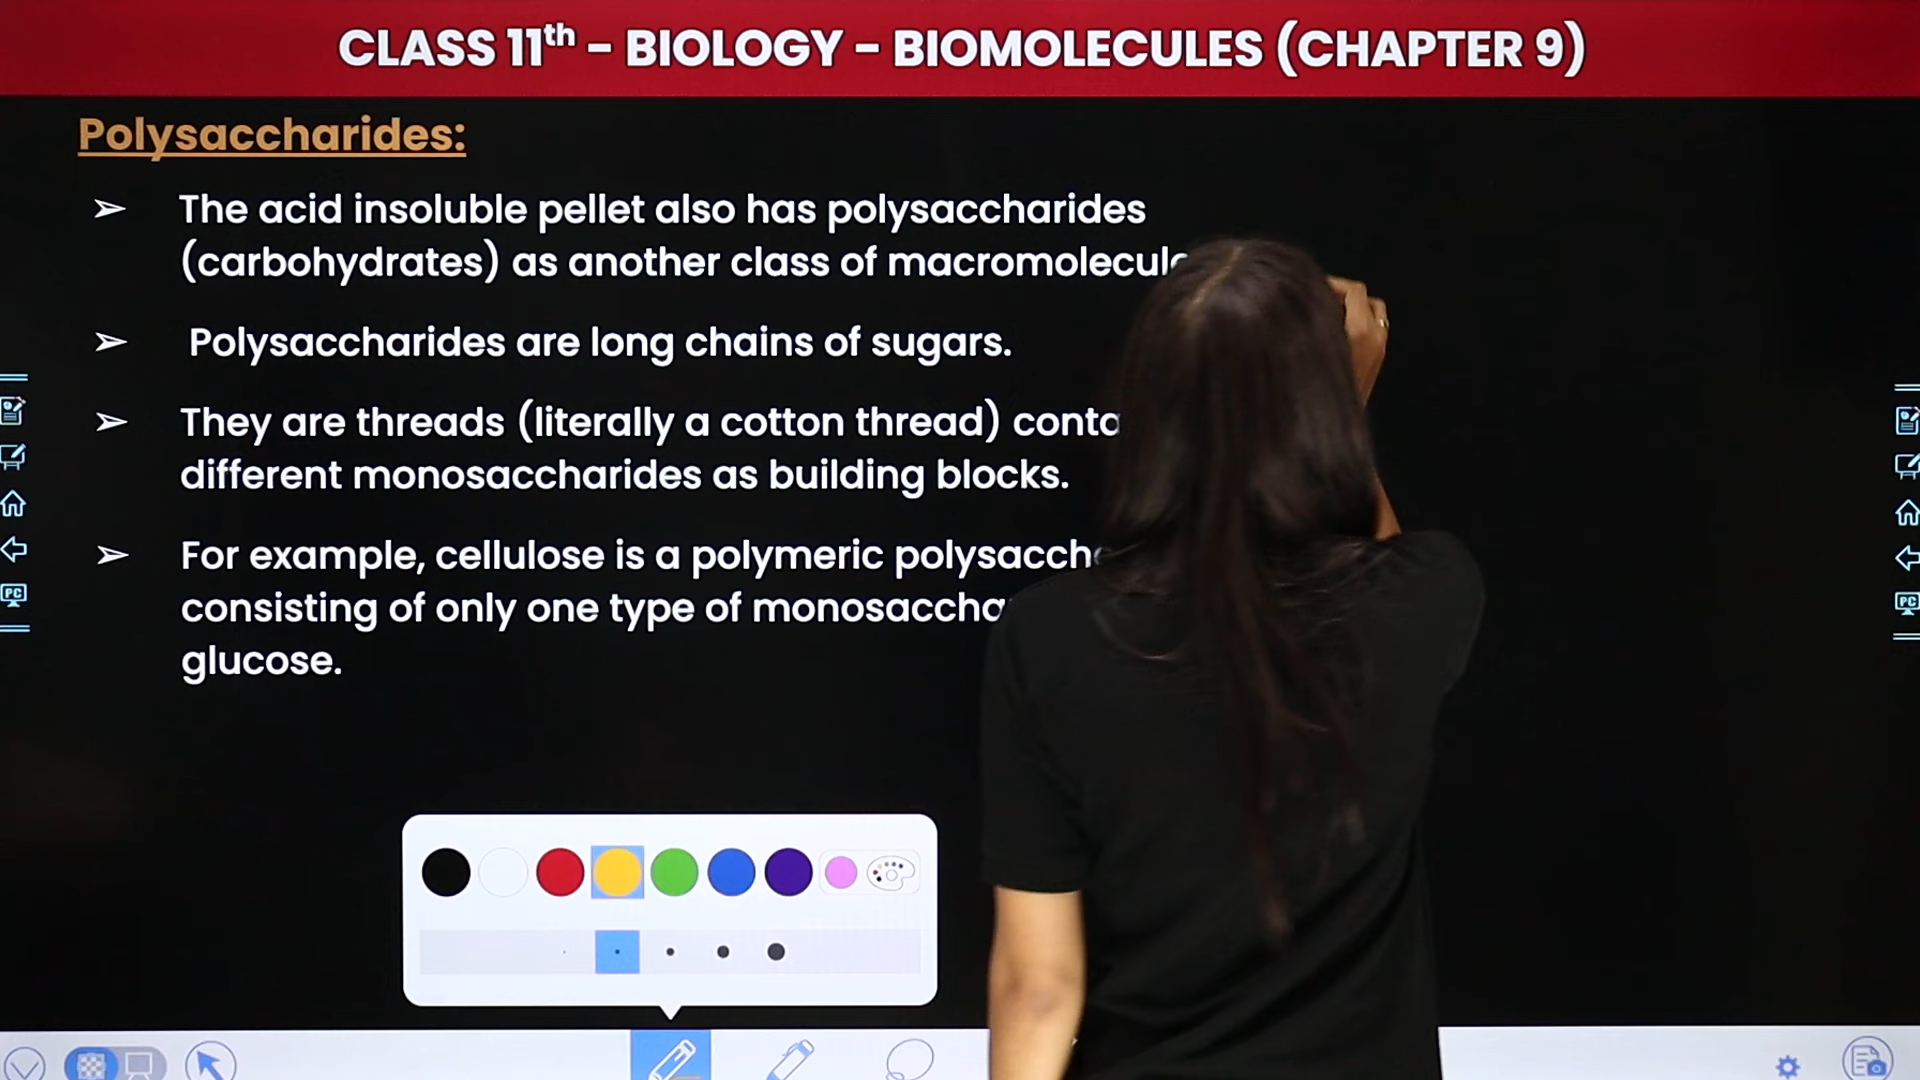 CLASS 11th - BIOLOGY - BIOMOLECULES (CHAPTER 9)
Polysaccharides:
➢ The acid insoluble pellet also has polysaccharides
(carbohydrates) as another class of
➢ Polysaccharides are long chains of sugars.
➢ They are threads (literally a cotton thread)
different monosaccharides as building blocks.
➢ For example, cellulose is a polymeric
consisting of only one type of
glucose.
PC
PC